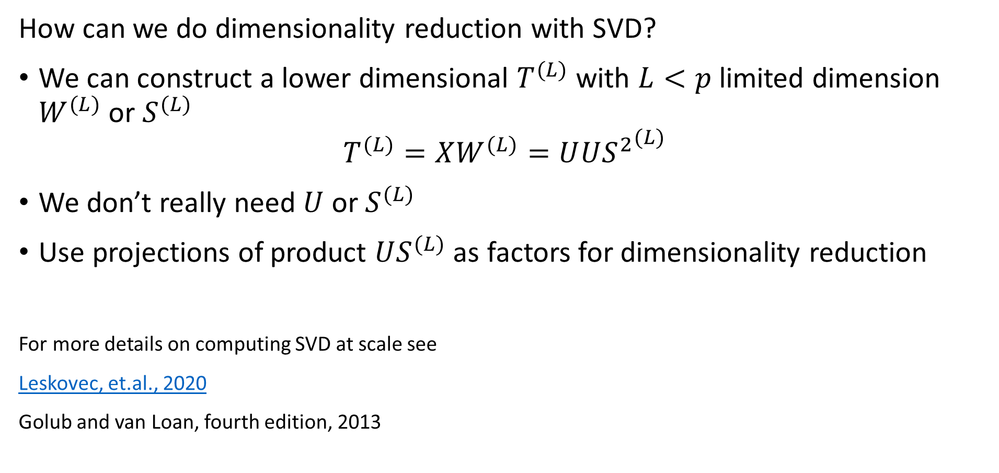 How can we do dimensionality reduction with SVD?
• We can construct a lower dimensional T^(L) with L < p limited dimension
W^(L) or S^(L)
T^(L) = XW^(L) = UUS^2^(L)
• We don’t really need U or S^(L)
• Use projections of product US^(L) as factors for dimensionality reduction
For more details on computing SVD at scale see
Leskovec, et.al., 2020
Golub and van Loan, fourth edition, 2013